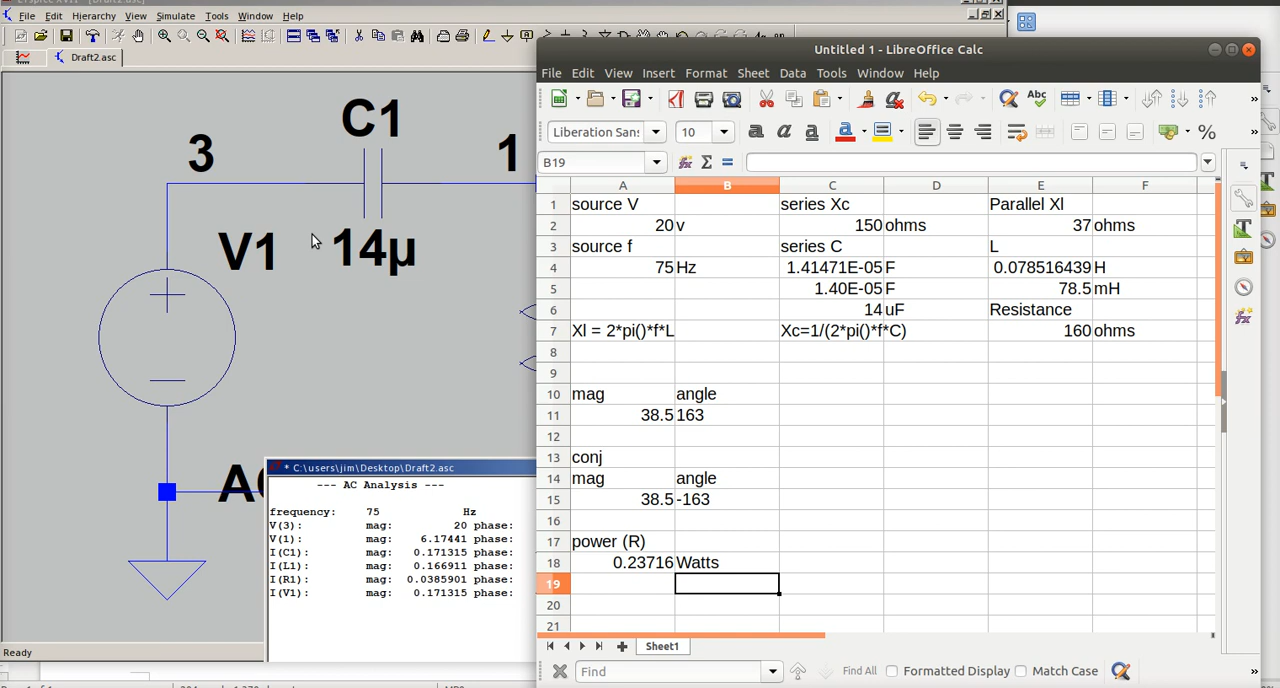 LTspice XVII - [Draft2.asc]
File Edit Hierarchy View Simulate Tools Window Help
Draft2.asc
3
C1
1
V1
14µ
Ready
* C:\users\jim\Desktop\Draft2.asc
--- AC Analysis ---
frequency: 75 Hz
V(3): mag: 20 phase:
V(1): mag: 6.17441 phase:
I(C1): mag: 0.171315 phase:
I(L1): mag: 0.166911 phase:
I(R1): mag: 0.0385901 phase:
I(V1): mag: 0.171315 phase:
Untitled 1 - LibreOffice Calc
File Edit View Insert Format Sheet Data Tools Window Help
Abc
»
Liberation Sans 10 a a a a %
»
B19 Σ =
A B C D E F
1 source V series Xc Parallel Xl
2 20 v 150 ohms 37 ohms
3 source f series C L
4 75 Hz 1.41471E-05 F 0.078516439 H
5 1.40E-05 F 78.5 mH
6 14 uF Resistance
7 Xl = 2*pi()*f*L Xc=1/(2*pi()*f*C) 160 ohms
8
9
10 mag angle
11 38.5 163
12
13 conj
14 mag angle
15 38.5 -163
16
17 power (R)
18 0.23716 Watts
19
20
21
Sheet1
Find Find All Formatted Display Match Case
»